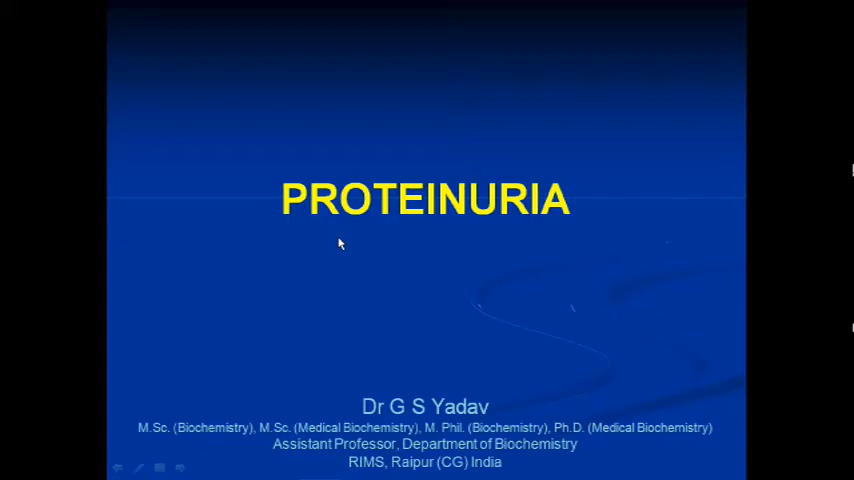 PROTEINURIA
Dr G S Yadav
M.Sc. (Biochemistry), M.Sc. (Medical Biochemistry), M. Phil. (Biochemistry), Ph.D. (Medical Biochemistry)
Assistant Professor, Department of Biochemistry
RIMS, Raipur (CG) India